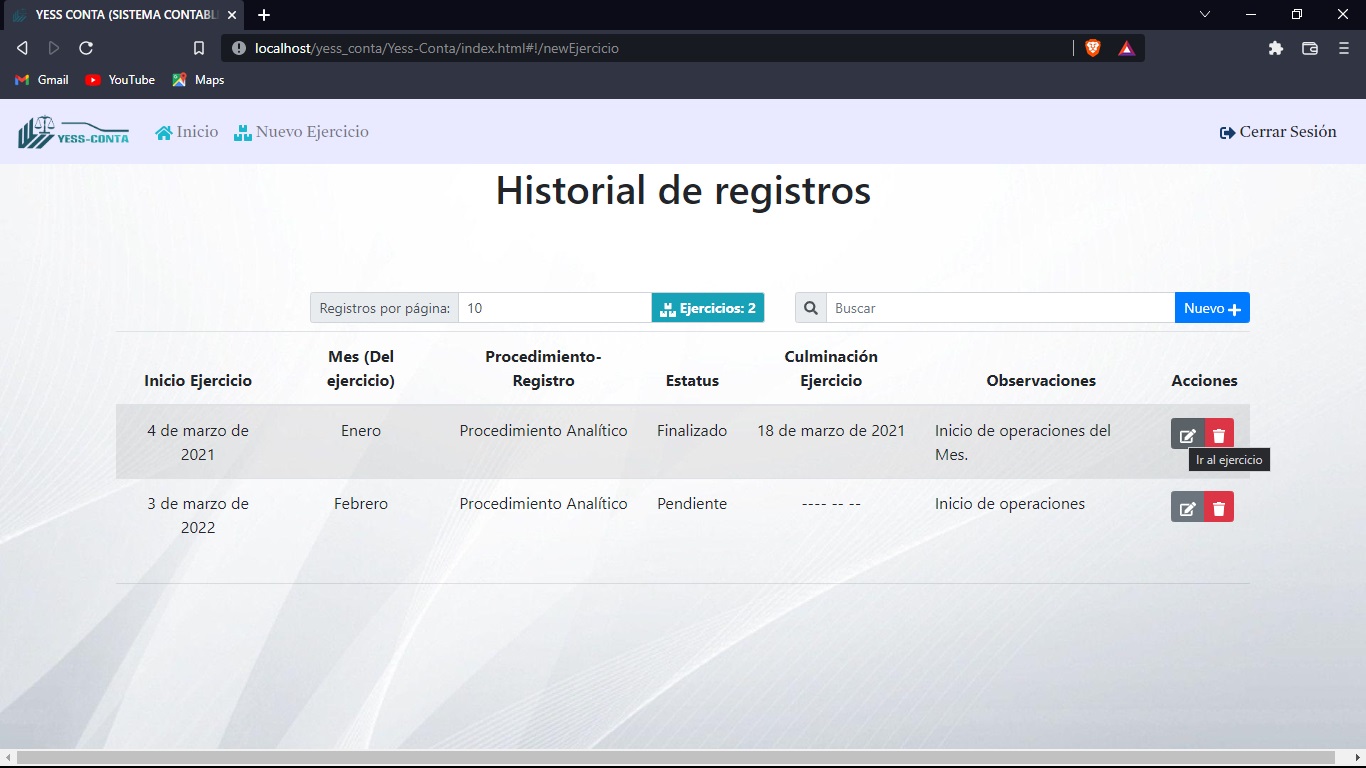 YESS CONTA (SISTEMA CONTABL
localhost/yess_conta/Yess-Conta/index.html#!/newEjercicio
Gmail YouTube Maps
YESS-CONTA Inicio Nuevo Ejercicio Cerrar Sesión
Historial de registros
Registros por página: 10 Ejercicios: 2 Buscar Nuevo +
Inicio Ejercicio Mes (Del ejercicio) Procedimiento-Registro Estatus Culminación Ejercicio Observaciones Acciones
4 de marzo de 2021 Enero Procedimiento Analítico Finalizado 18 de marzo de 2021 Inicio de operaciones del Mes.
Ir al ejercicio
3 de marzo de 2022 Febrero Procedimiento Analítico Pendiente ---- -- -- Inicio de operaciones